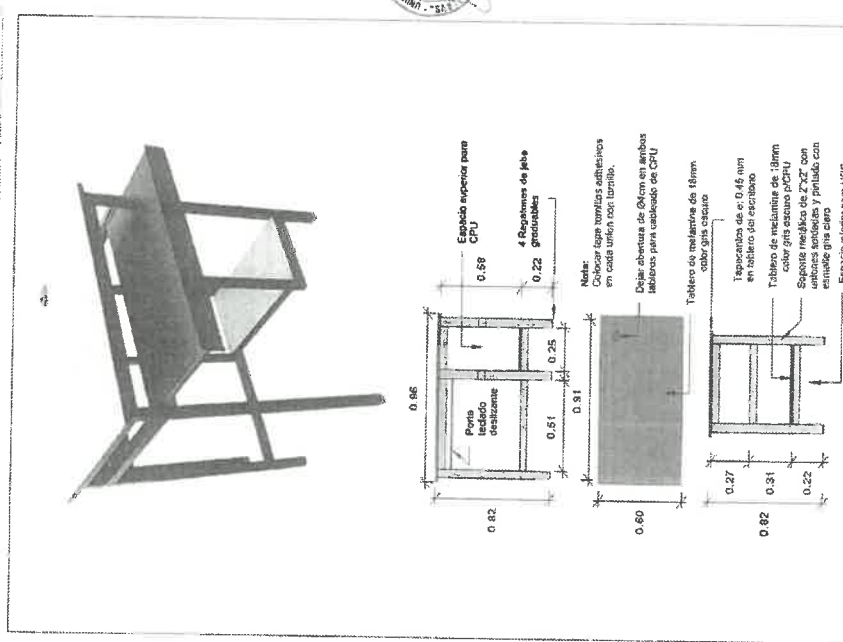 0.96
Espacio superior para
CPU
Porta
teclado
deslizante
0.82
0.58
0.22
4 Regatones de jebe
graduables
0.51
0.25
Nota:
Colocar tapa tornillos adhesivos
en cada union con tornillo.
0.91
0.60
Dejar abertura de Ø4cm en ambos
tableros para cableado de CPU
Tablero de melamine de 18mm
color gris oscuro
Tapacantos de e: 0.45 mm
en tablero del escritorio
Tablero de melamine de 18mm
color gris oscuro p/CPU
Soporte metálico de 2"x2" con
uniones soldadas y pintado con
esmalte gris claro
0.27
0.31
0.22
0.82